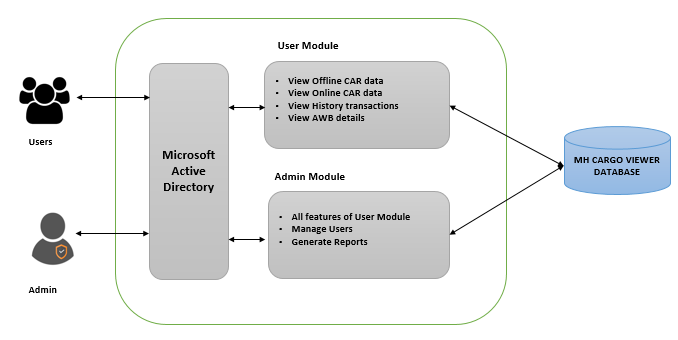 User Module
• View Offline CAR data
• View Online CAR data
• View History transactions
• View AWB details
Users
Microsoft
Active
Directory
MH CARGO VIEWER
DATABASE
Admin Module
• All features of User Module
• Manage Users
• Generate Reports
Admin